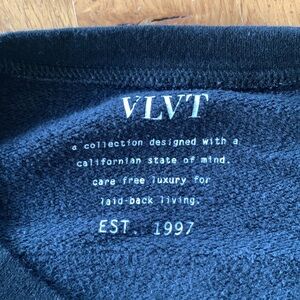 VLVT
a collection designed with a
californian state of mind.
care free luxury for
laid-back living.
EST. 1997